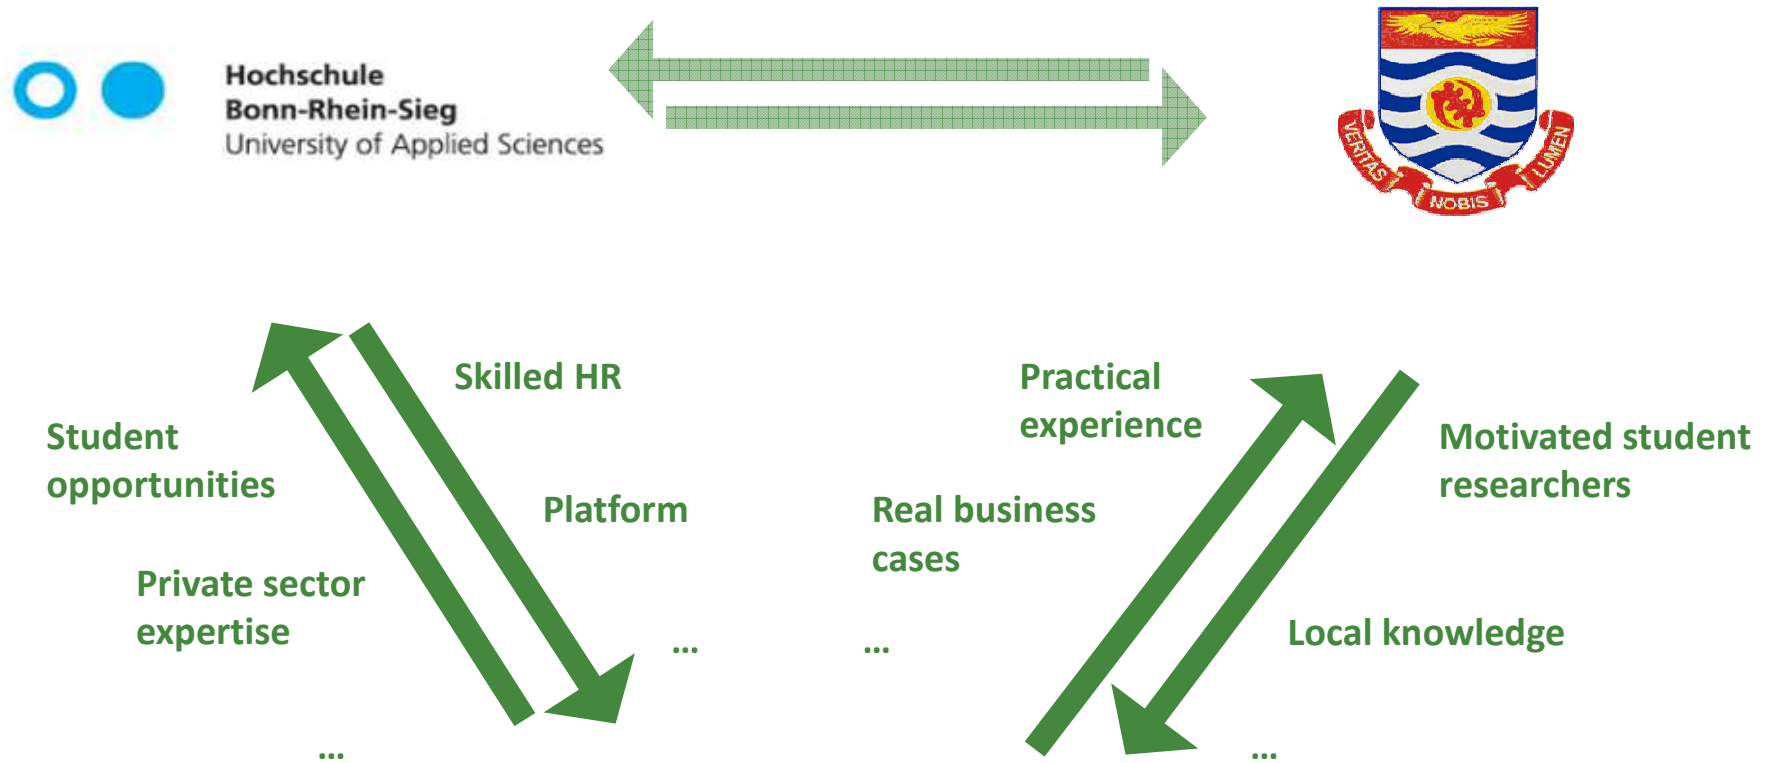 Hochschule
Bonn-Rhein-Sieg
University of Applied Sciences
VERITAS
NOBIS
LUMEN
Skilled HR
Student
opportunities
Platform
Private sector
expertise
...
...
Practical
experience
Real business
cases
...
Motivated student
researchers
Local knowledge
...